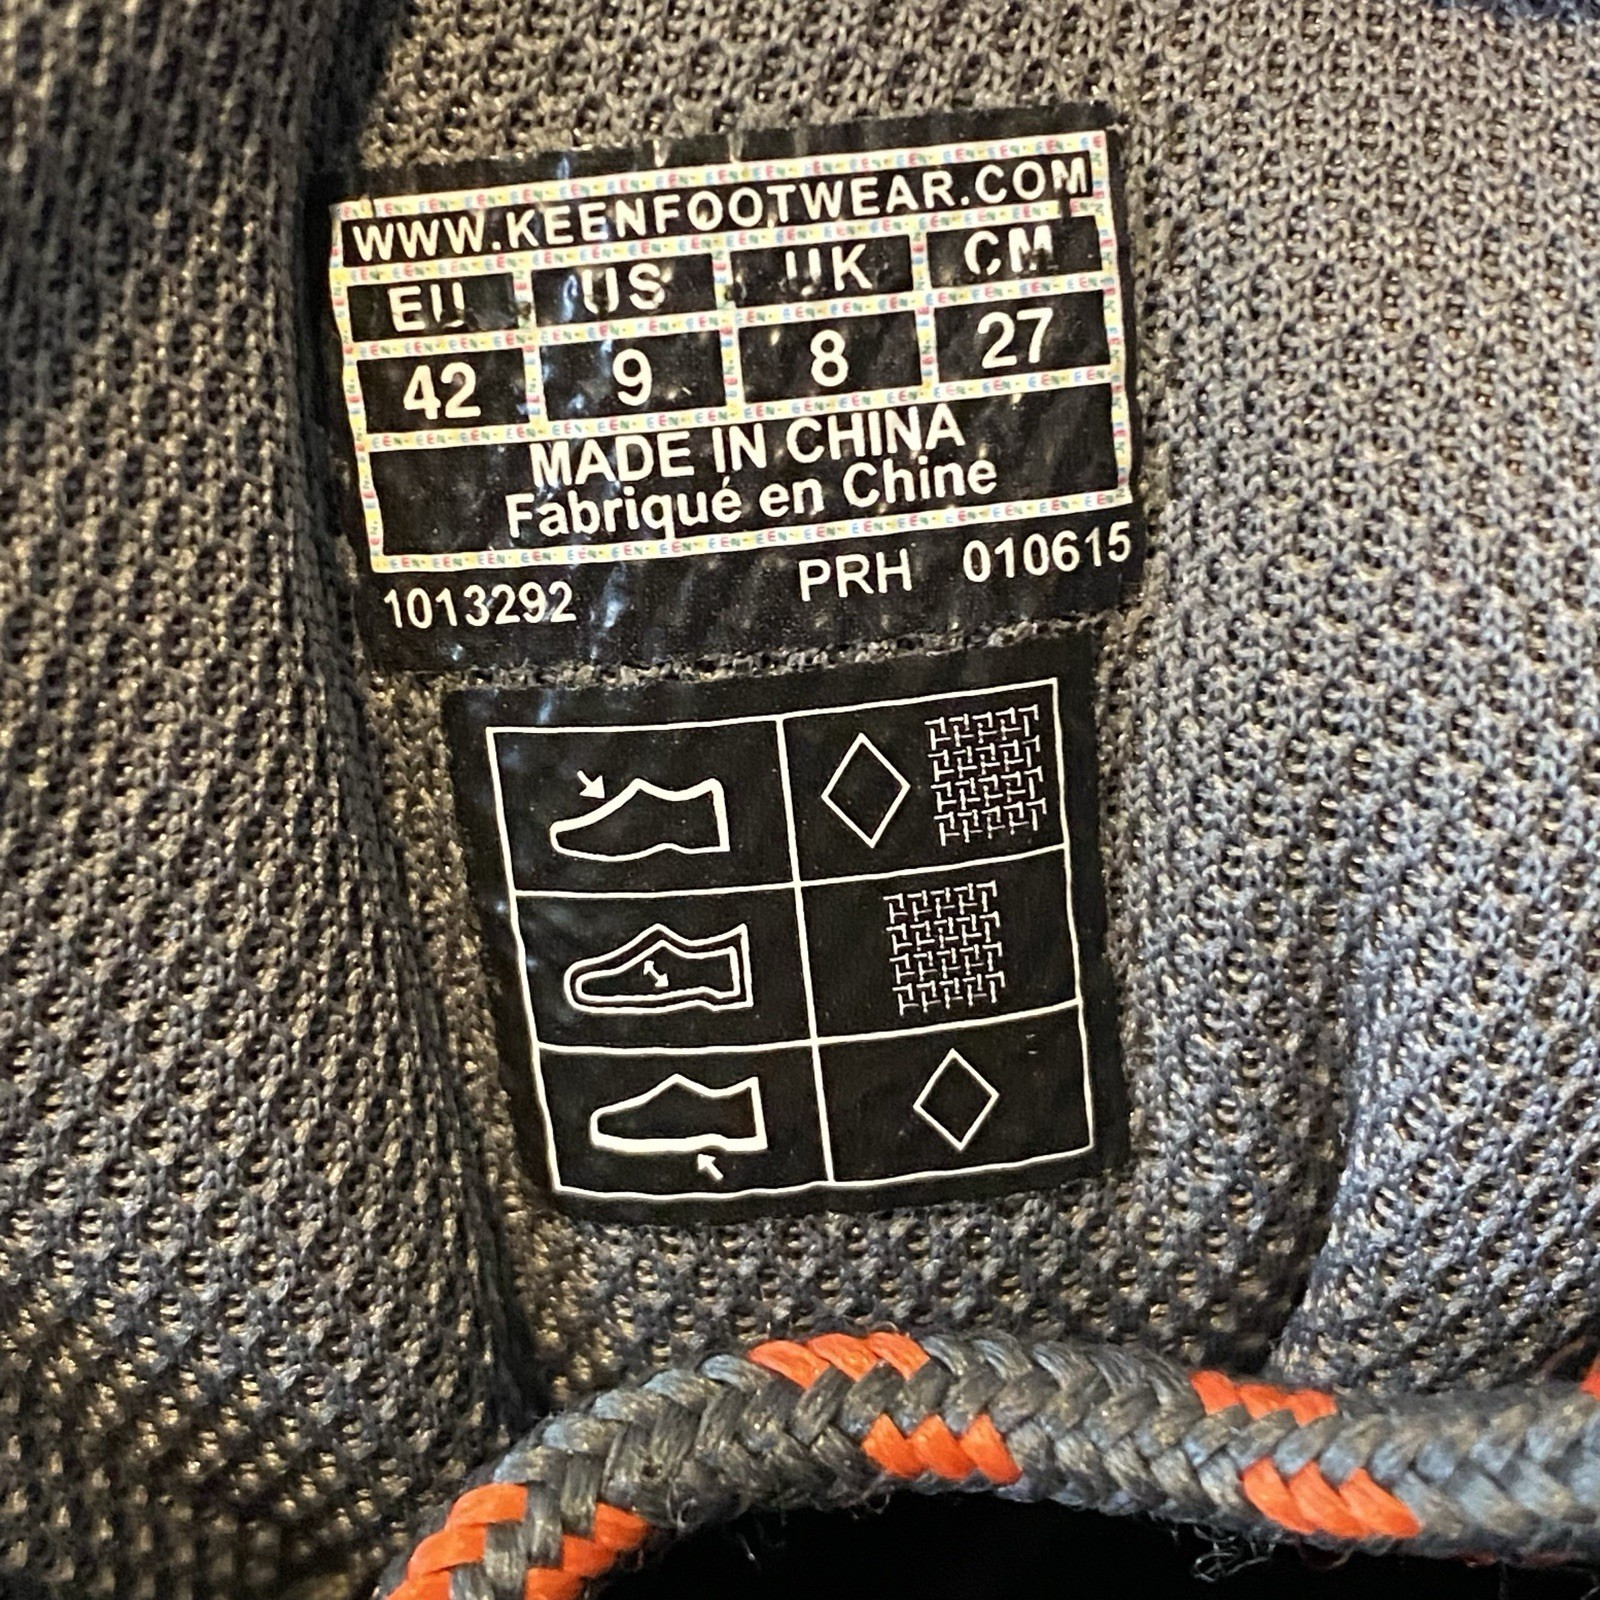 WWW.KEENFOOTWEAR.COM
EU US UK CM
42 9 8 27
MADE IN CHINA
Fabriqué en Chine
1013292 PRH 010615